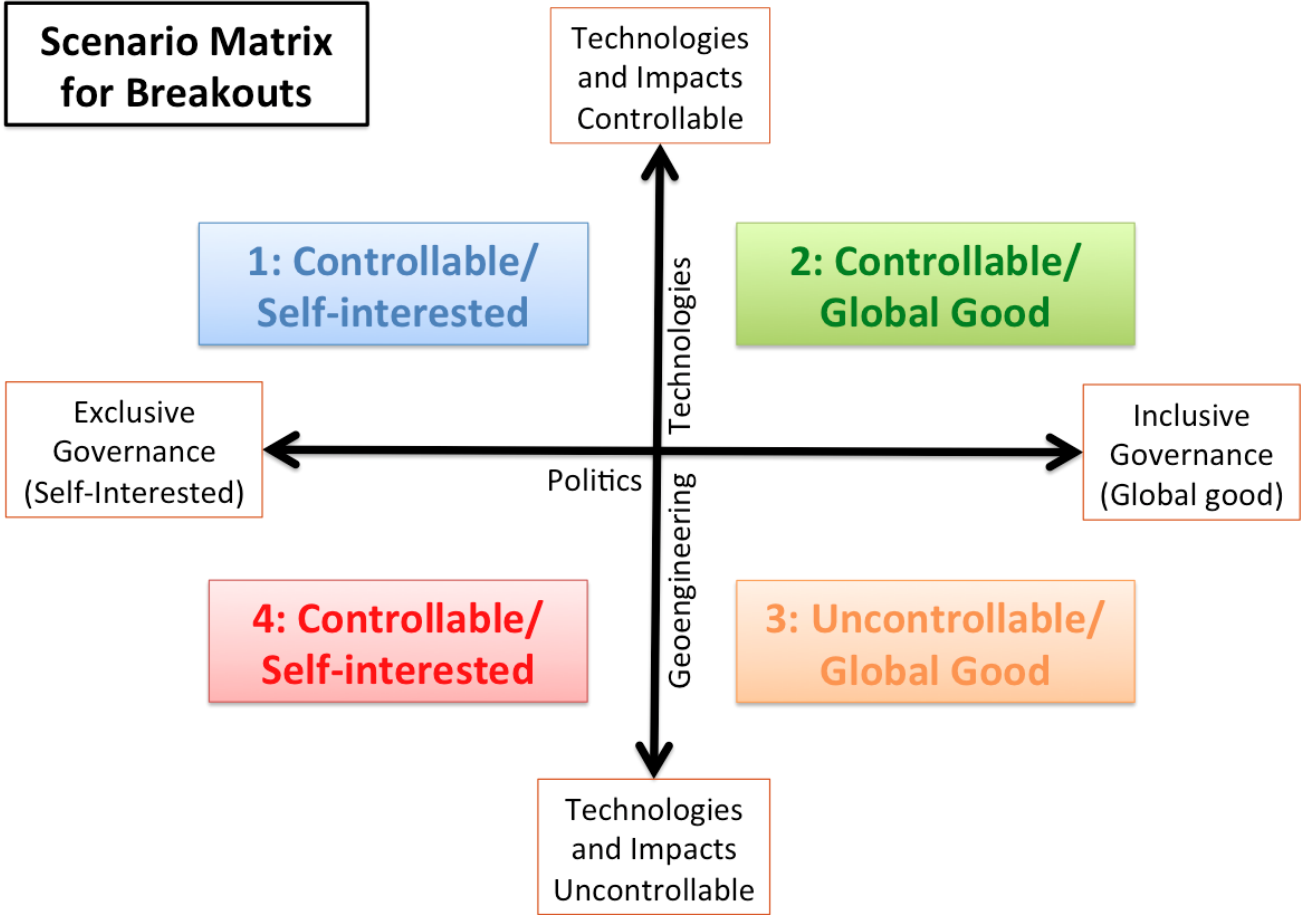 Scenario Matrix
for Breakouts
Technologies
and Impacts
Controllable
1: Controllable/
Self-interested
2: Controllable/
Global Good
Technologies
Exclusive
Governance
(Self-Interested)
Inclusive
Governance
(Global good)
Politics
Geoengineering
4: Controllable/
Self-interested
3: Uncontrollable/
Global Good
Technologies
and Impacts
Uncontrollable